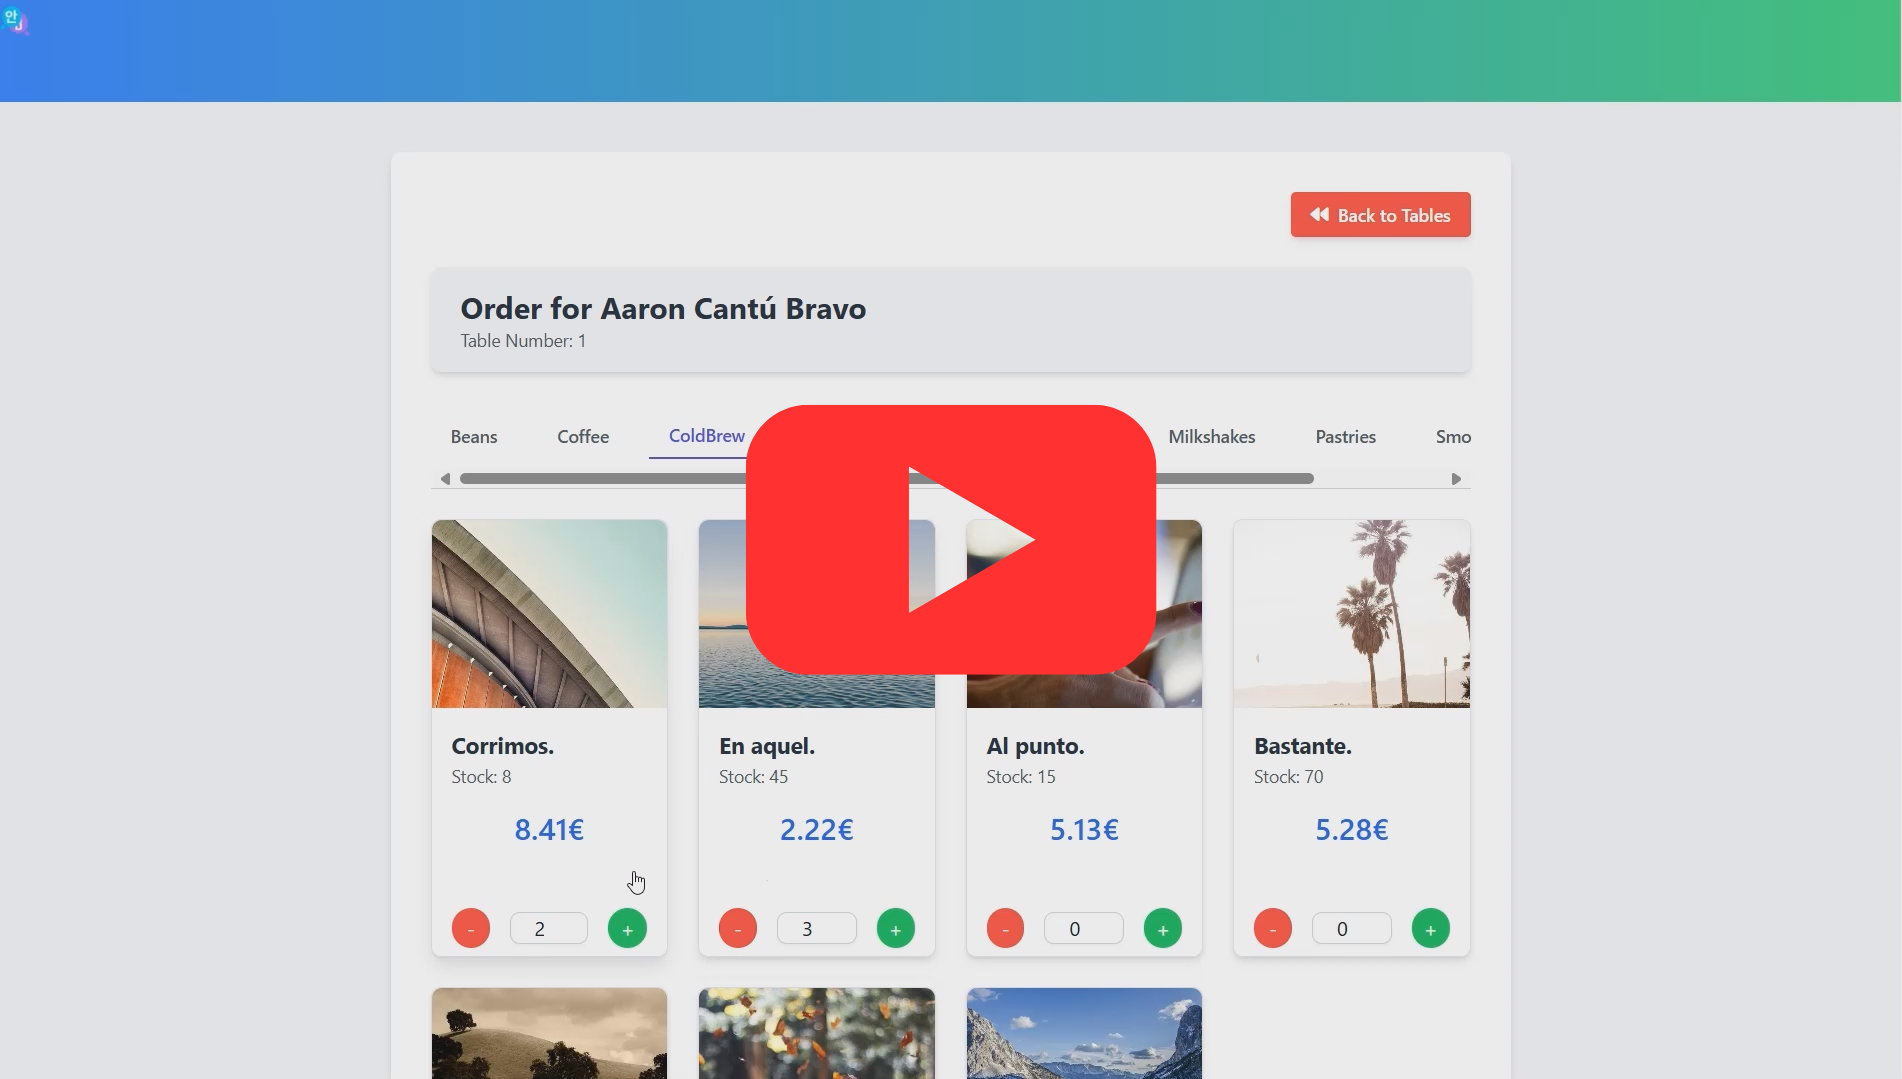 안
Back to Tables
Order for Aaron Cantú Bravo
Table Number: 1
Beans Coffee ColdBrew Milkshakes Pastries Smo
Corrimos.
Stock: 8
8.41€
- 2 +
En aquel.
Stock: 45
2.22€
- 3 +
Al punto.
Stock: 15
5.13€
- 0 +
Bastante.
Stock: 70
5.28€
- 0 +